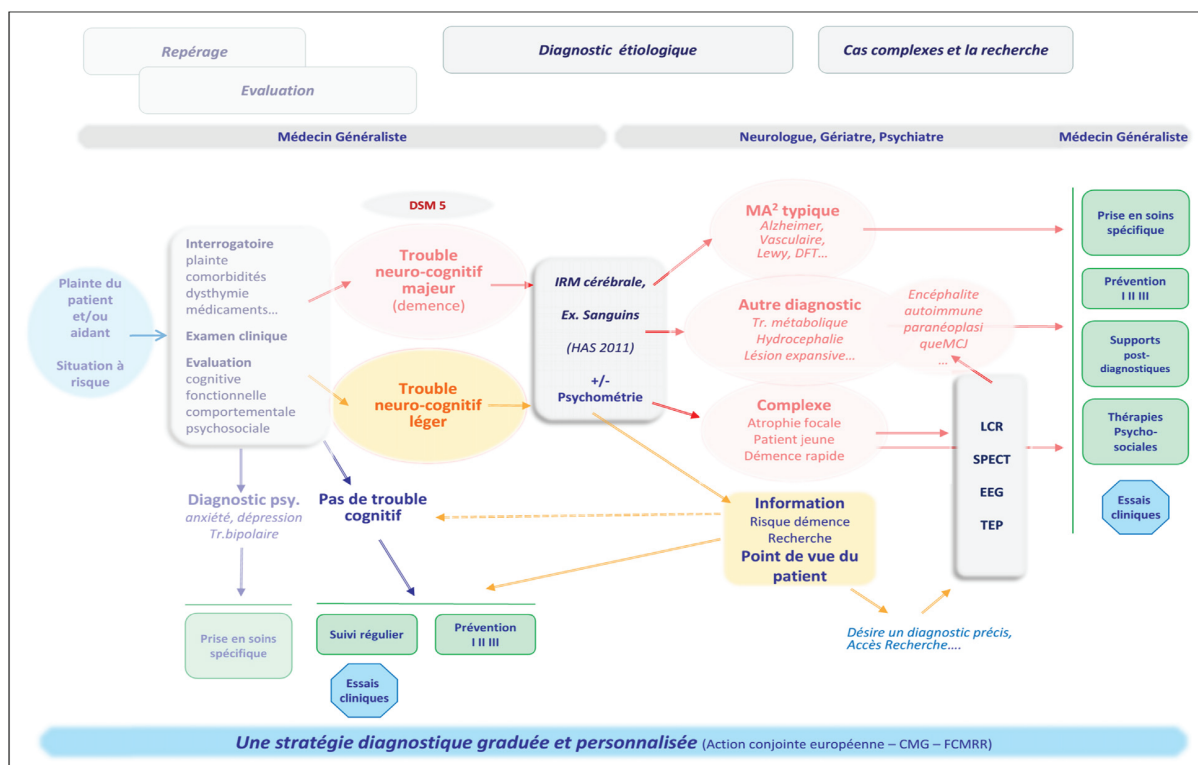 Repérage
Evaluation
Diagnostic étiologique
Cas complexes et la recherche
Médecin Généraliste
Neurologue, Gériatre, Psychiatre
Médecin Généraliste
Plainte du
patient
et/ou
aidant
Situation à
risque
Interrogatoire
plainte
comorbidités
dysthymie
médicaments...
Examen clinique
Evaluation
cognitive
fonctionnelle
comportementale
psychosociale
DSM 5
Trouble
neuro-cognitif
majeur
(demence)
Trouble
neuro-cognitif
léger
IRM cérébrale,
Ex. Sanguins
(HAS 2011)
+/-
Psychométrie
MA² typique
Alzheimer,
Vasculaire,
Lewy, DFT...
Autre diagnostic
Tr. métabolique
Hydrocephalie
Lésion expansive...
Encéphalite
autoimmune
paranéoplasi
queMCJ
...
Complexe
Atrophie focale
Patient jeune
Démence rapide
LCR
SPECT
EEG
TEP
Prise en soins
spécifique
Prévention
I II III
Supports
post-
diagnostiques
Thérapies
Psycho-
sociales
Essais
cliniques
Diagnostic psy.
anxiété, dépression
Tr.bipolaire
Pas de trouble
cognitif
Information
Risque démence
Recherche
Point de vue du
patient
Prise en soins
spécifique
Suivi régulier
Prévention
I II III
Essais
cliniques
Désire un diagnostic précis,
Accès Recherche....
Une stratégie diagnostique graduée et personnalisée (Action conjointe européenne – CMG – FCMRR)